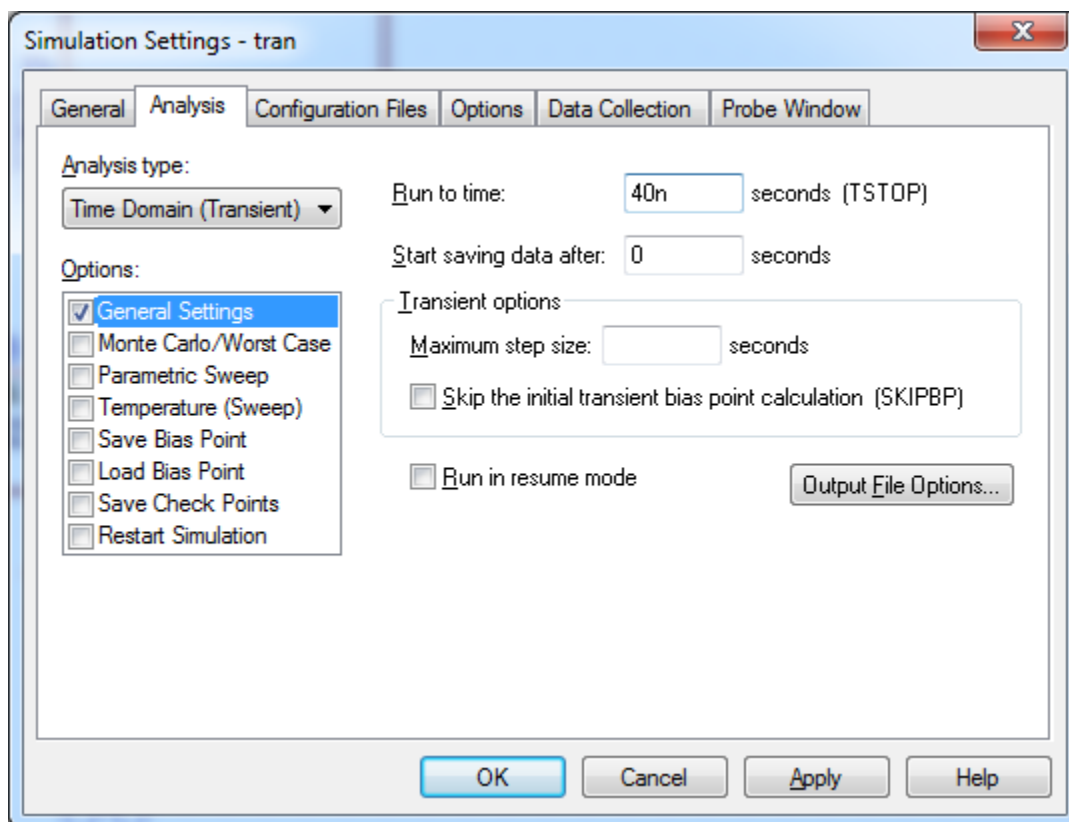 Simulation Settings - tran
General Analysis Configuration Files Options Data Collection Probe Window
Analysis type:
Time Domain (Transient)
Options:
General Settings
Monte Carlo/Worst Case
Parametric Sweep
Temperature (Sweep)
Save Bias Point
Load Bias Point
Save Check Points
Restart Simulation
Run to time: 40n seconds (TSTOP)
Start saving data after: 0 seconds
Transient options
Maximum step size: seconds
Skip the initial transient bias point calculation (SKIPBP)
Run in resume mode
Output File Options...
OK Cancel Apply Help